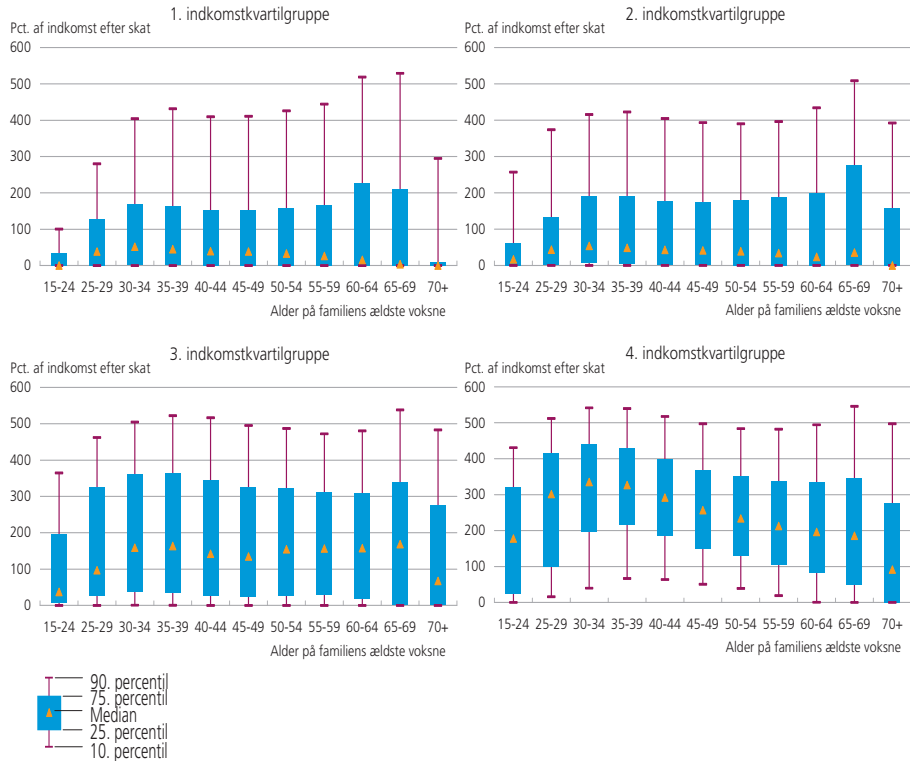 1. indkomstkvartilgruppe
Pct. af indkomst efter skat
600
500
400
300
200
100
0
15-24 25-29 30-34 35-39 40-44 45-49 50-54 55-59 60-64 65-69 70+
Alder på familiens ældste voksne
2. indkomstkvartilgruppe
Pct. af indkomst efter skat
600
500
400
300
200
100
0
15-24 25-29 30-34 35-39 40-44 45-49 50-54 55-59 60-64 65-69 70+
Alder på familiens ældste voksne
3. indkomstkvartilgruppe
Pct. af indkomst efter skat
600
500
400
300
200
100
0
15-24 25-29 30-34 35-39 40-44 45-49 50-54 55-59 60-64 65-69 70+
Alder på familiens ældste voksne
4. indkomstkvartilgruppe
Pct. af indkomst efter skat
600
500
400
300
200
100
0
15-24 25-29 30-34 35-39 40-44 45-49 50-54 55-59 60-64 65-69 70+
Alder på familiens ældste voksne
90. percentil
75. percentil
Median
25. percentil
10. percentil